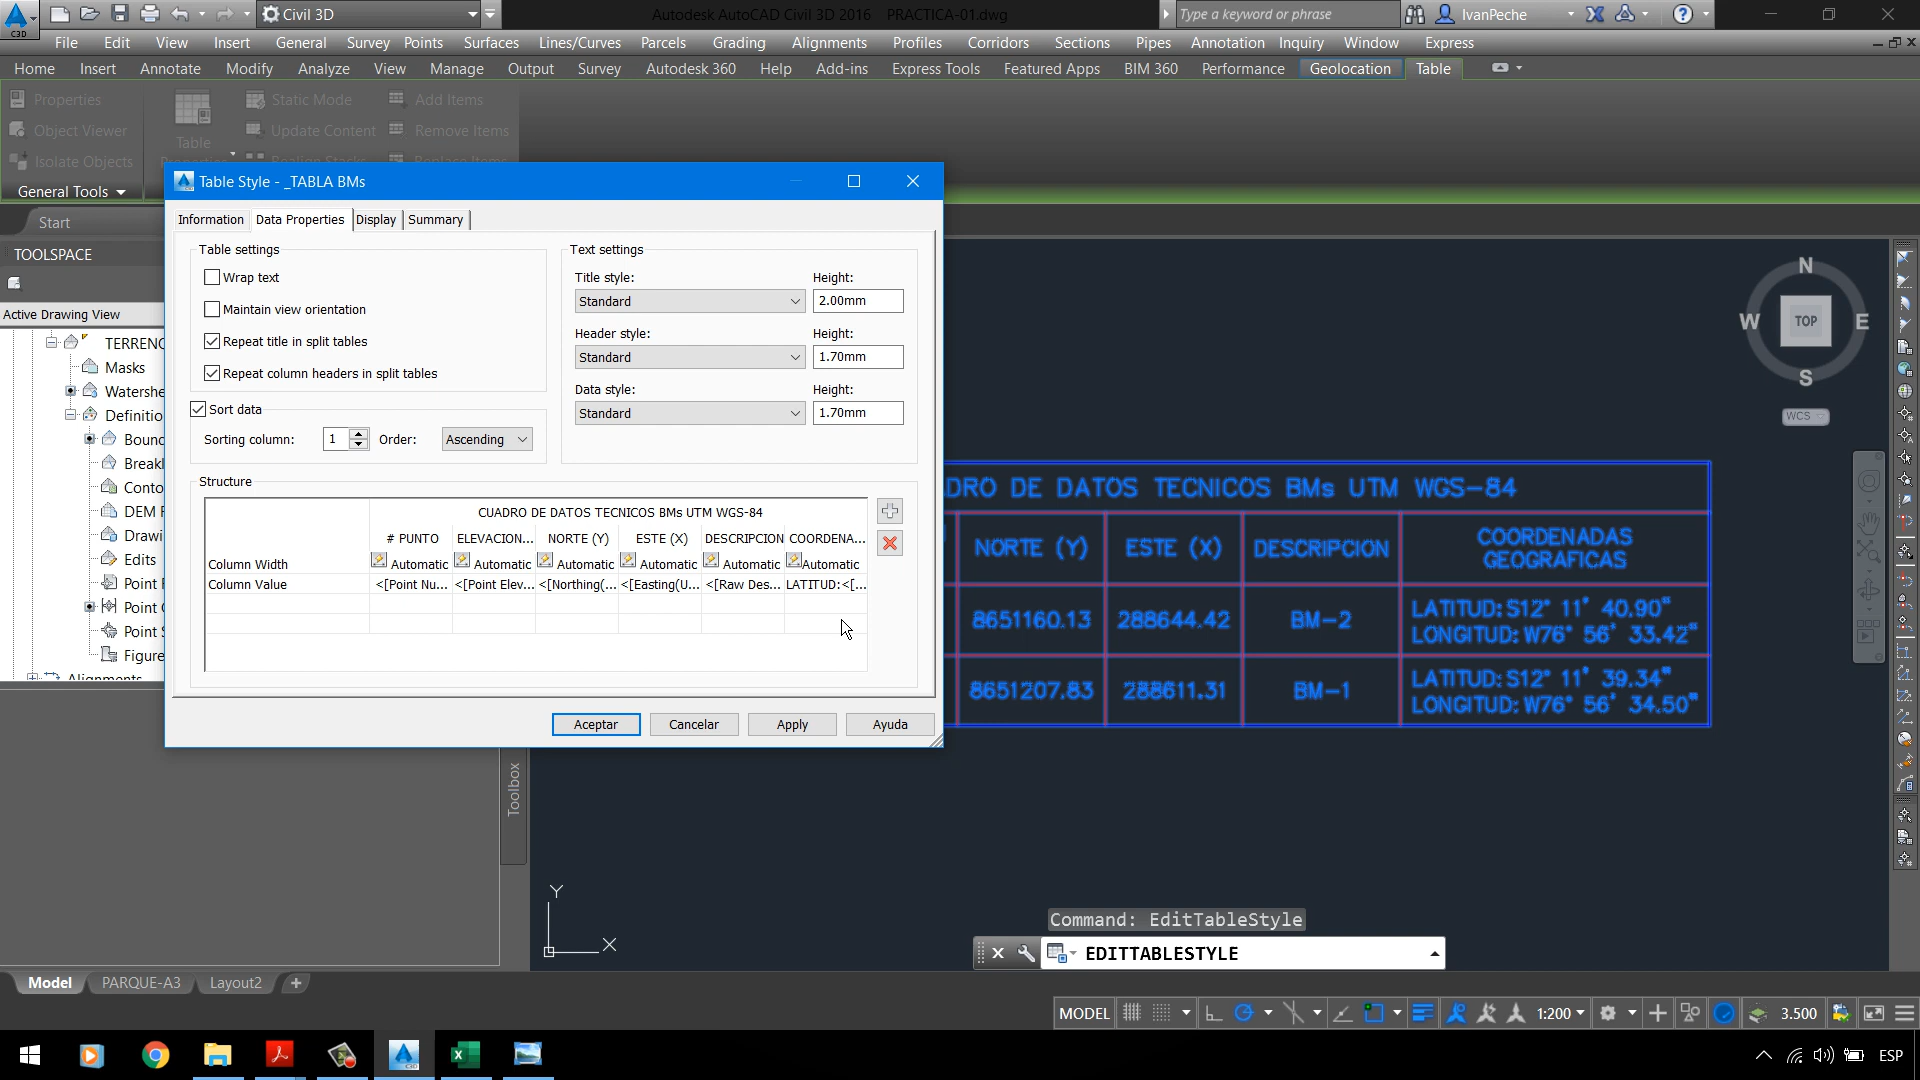 Civil 3D
Autodesk AutoCAD Civil 3D 2016 PRACTICA-01.dwg
Type a keyword or phrase
IvanPeche
C3D
File Edit View Insert General Survey Points Surfaces Lines/Curves Parcels Grading Alignments Profiles Corridors Sections Pipes Annotation Inquiry Window Express
Home Insert Annotate Modify Analyze View Manage Output Survey Autodesk 360 Help Add-ins Express Tools Featured Apps BIM 360 Performance Geolocation Table
Properties
Object Viewer
Isolate Objects
General Tools
Table
Static Mode
Update Content
Add Items
Remove Items
Start
TOOLSPACE
Active Drawing View
Masks
Edits
Toolbox
Table Style - _TABLA BMs
Information Data Properties Display Summary
Table settings
Wrap text
Maintain view orientation
Repeat title in split tables
Repeat column headers in split tables
Sort data
Sorting column: 1 Order: Ascending
Text settings
Title style: Height:
Standard 2.00mm
Header style: Height:
Standard 1.70mm
Data style: Height:
Standard 1.70mm
Structure
CUADRO DE DATOS TECNICOS BMs UTM WGS-84
# PUNTO ELEVACION... NORTE (Y) ESTE (X) DESCRIPCION COORDENA...
Column Width Automatic Automatic Automatic Automatic Automatic Automatic
Column Value <[Point Nu... <[Point Elev... <[Northing(... <[Easting(U... <[Raw Des... LATITUD:<[...
Aceptar Cancelar Apply Ayuda
DRO DE DATOS TECNICOS BMs UTM WGS-84
NORTE (Y) ESTE (X) DESCRIPCION COORDENADAS GEOGRAFICAS
8651160.13 288644.42 BM-2 LATITUD: S12° 11' 40.90"
LONGITUD: W76° 56' 33.42"
8651207.83 288611.31 BM-1 LATITUD: S12° 11' 39.34"
LONGITUD: W76° 56' 34.50"
N
W TOP E
S
WCS
Y
X
Command: EditTableStyle
EDITTABLESTYLE
Model PARQUE-A3 Layout2 +
MODEL 1:200 3.500
ESP